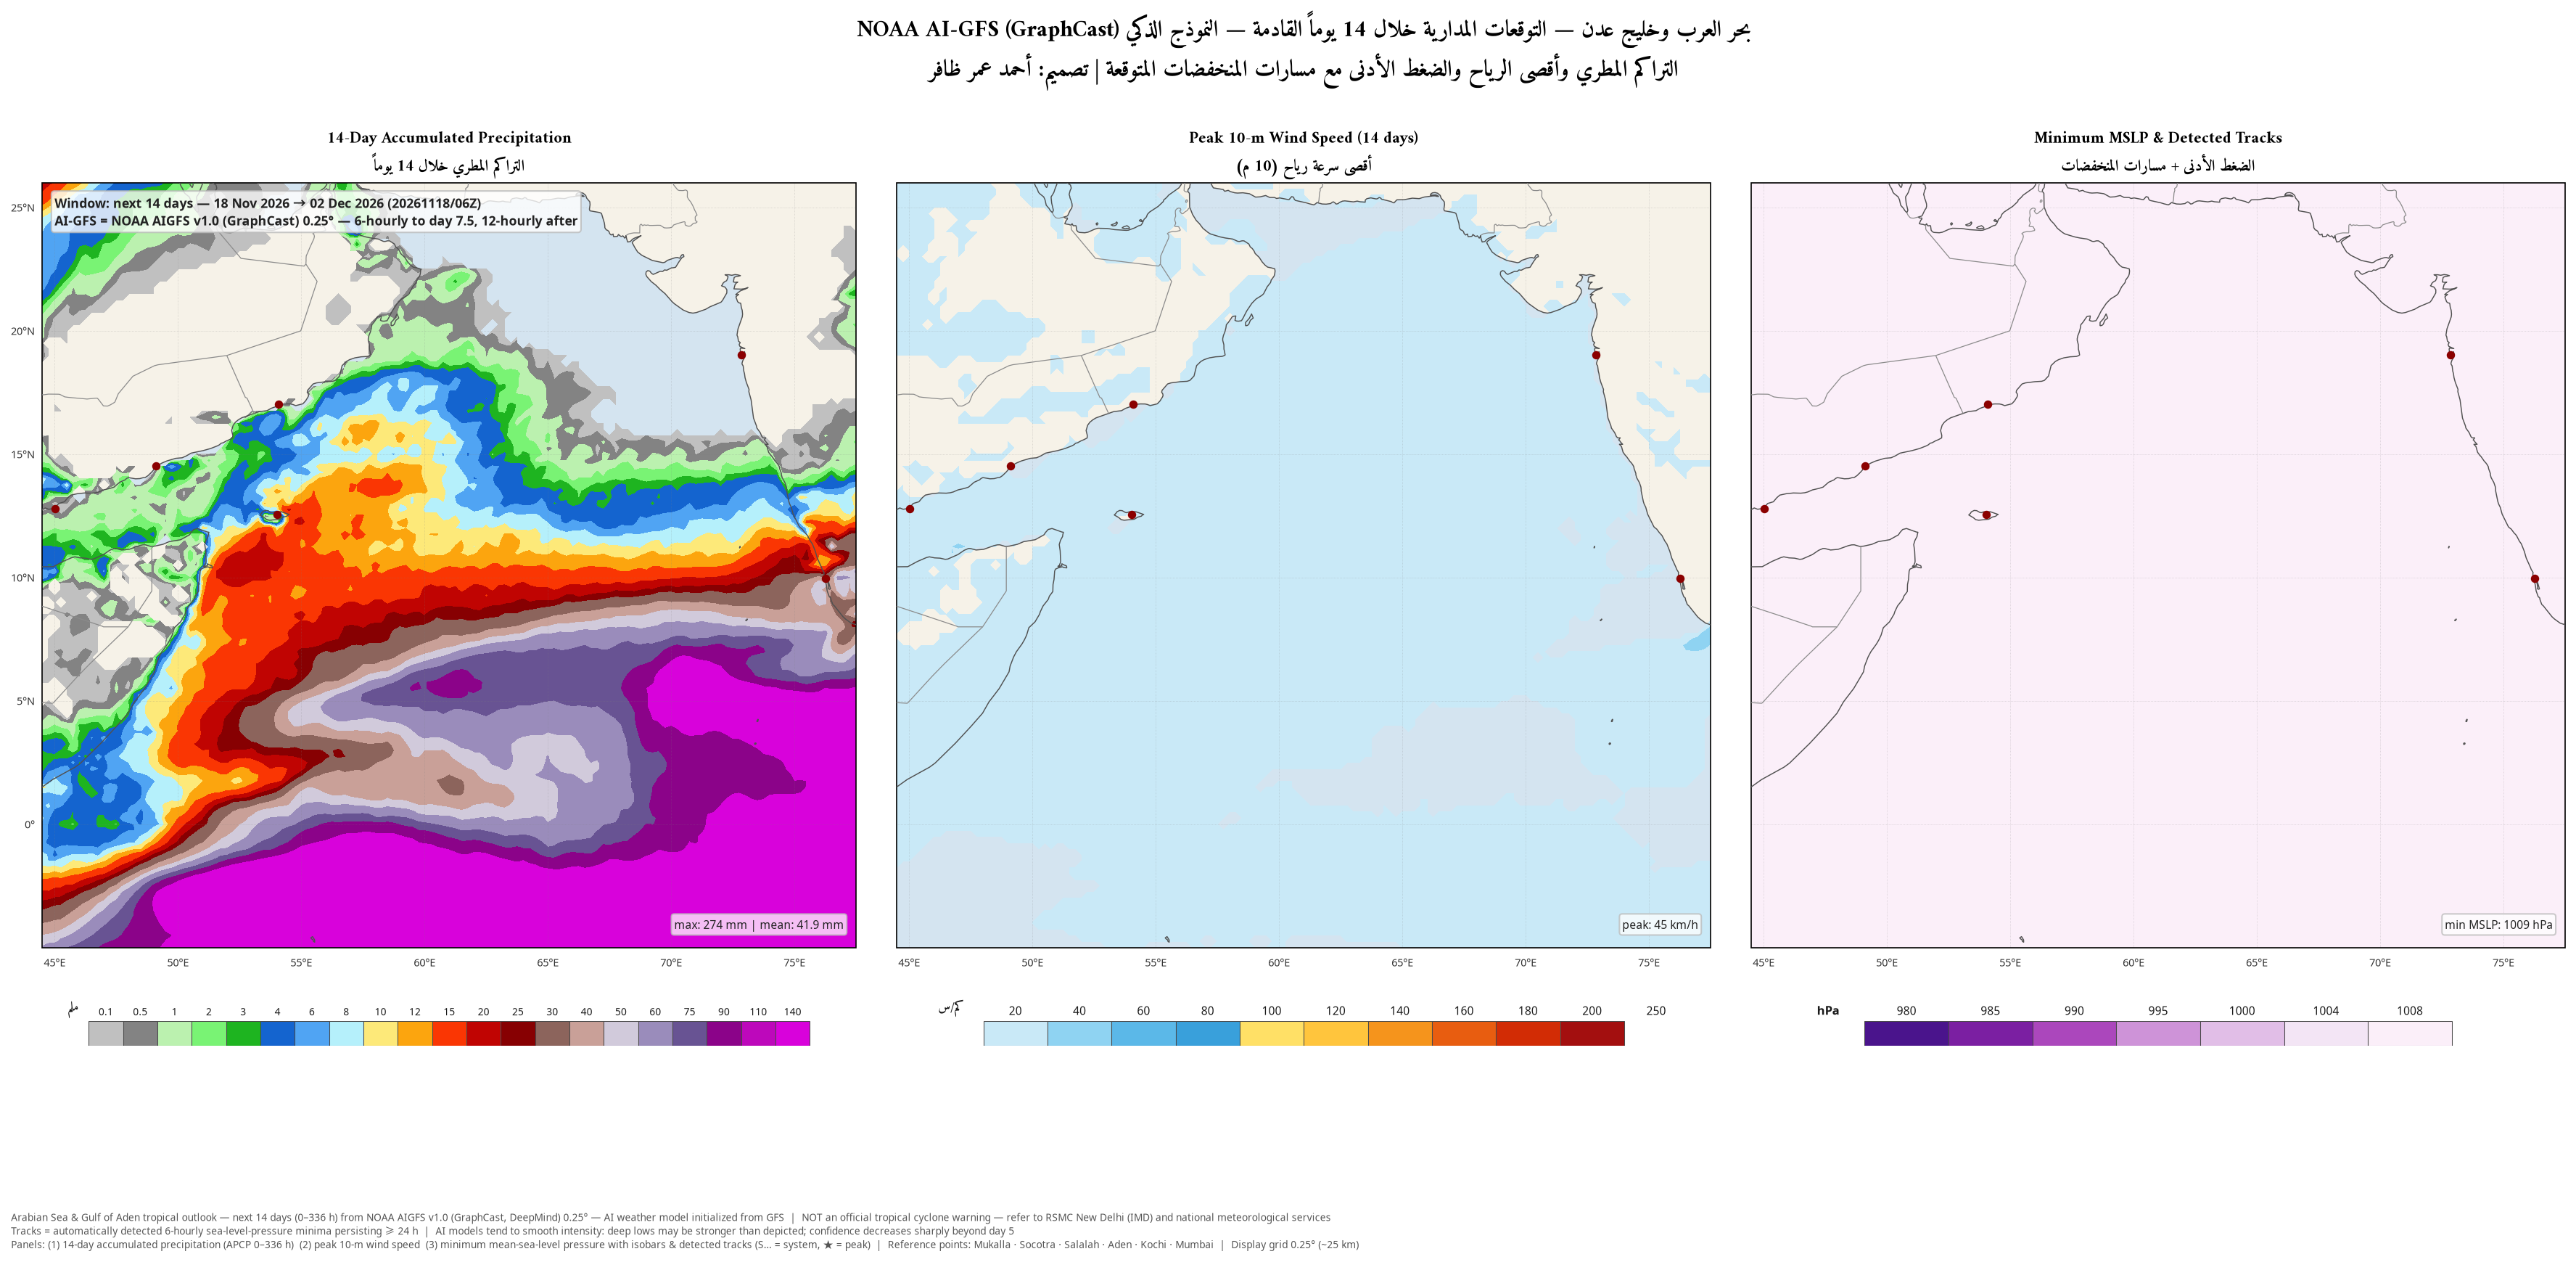 بحر العرب وخليج عدن — التوقعات المدارية خلال 14 يوماً القادمة — النموذج الذكي NOAA AI-GFS (GraphCast)
التراكم المطري وأقصى الرياح والضغط الأدنى مع مسارات المنخفضات المتوقعة | تصميم: أحمد عمر ظافر
14-Day Accumulated Precipitation
التراكم المطري خلال 14 يوماً
Window: next 14 days — 18 Nov 2026 → 02 Dec 2026 (20261118/06Z)
AI-GFS = NOAA AIGFS v1.0 (GraphCast) 0.25° — 6-hourly to day 7.5, 12-hourly after
25°N
20°N
15°N
10°N
5°N
0°
max: 274 mm | mean: 41.9 mm
45°E 50°E 55°E 60°E 65°E 70°E 75°E
ملم 0.1 0.5 1 2 3 4 6 8 10 12 15 20 25 30 40 50 60 75 90 110 140
Peak 10-m Wind Speed (14 days)
أقصى سرعة رياح (10 م)
peak: 45 km/h
45°E 50°E 55°E 60°E 65°E 70°E 75°E
كم/س 20 40 60 80 100 120 140 160 180 200 250
Minimum MSLP & Detected Tracks
الضغط الأدنى + مسارات المنخفضات
min MSLP: 1009 hPa
45°E 50°E 55°E 60°E 65°E 70°E 75°E
hPa 980 985 990 995 1000 1004 1008
Arabian Sea & Gulf of Aden tropical outlook — next 14 days (0–336 h) from NOAA AIGFS v1.0 (GraphCast, DeepMind) 0.25° — AI weather model initialized from GFS | NOT an official tropical cyclone warning — refer to RSMC New Delhi (IMD) and national meteorological services
Tracks = automatically detected 6-hourly sea-level-pressure minima persisting ⩾ 24 h | AI models tend to smooth intensity: deep lows may be stronger than depicted; confidence decreases sharply beyond day 5
Panels: (1) 14-day accumulated precipitation (APCP 0–336 h) (2) peak 10-m wind speed (3) minimum mean-sea-level pressure with isobars & detected tracks (S… = system, ★ = peak) | Reference points: Mukalla · Socotra · Salalah · Aden · Kochi · Mumbai | Display grid 0.25° (~25 km)